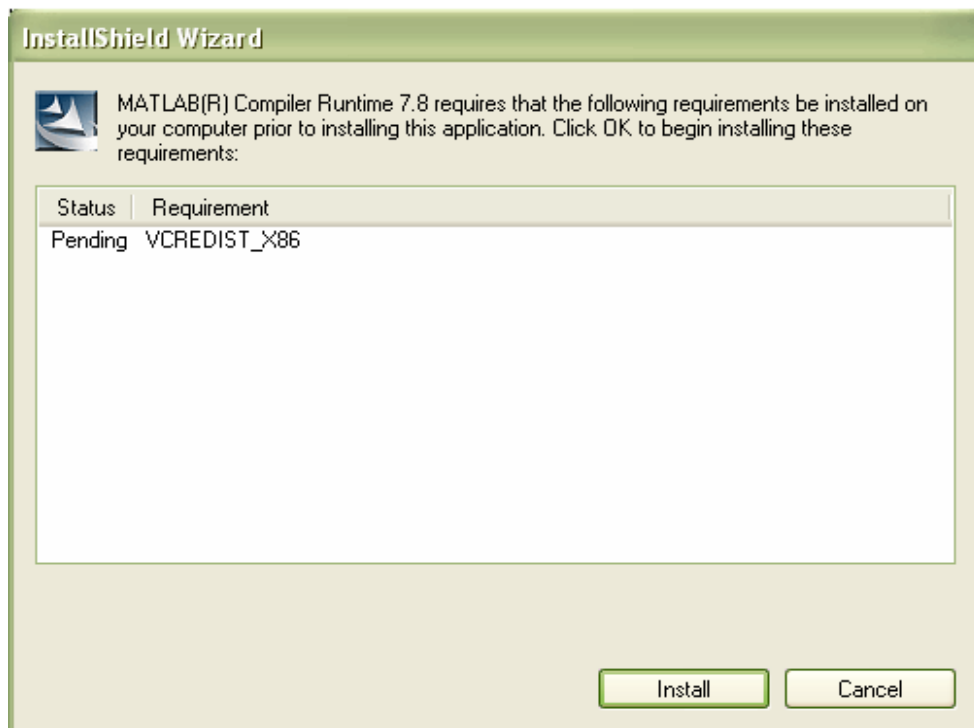 InstallShield Wizard
MATLAB(R) Compiler Runtime 7.8 requires that the following requirements be installed on
your computer prior to installing this application. Click OK to begin installing these
requirements:
Status Requirement
Pending VCREDIST_X86
Install Cancel